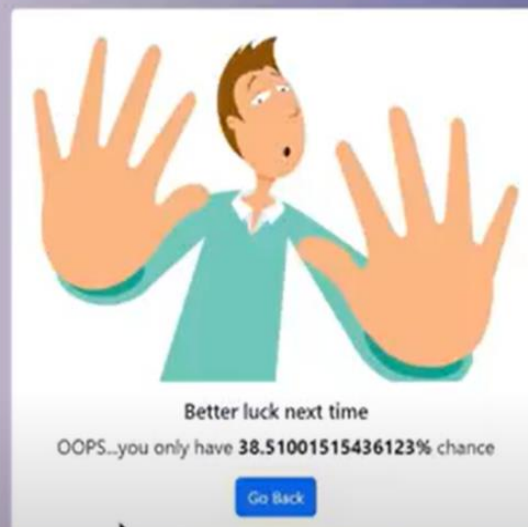 Better luck next time
OOPS...you only have 38.51001515436123% chance
Go Back